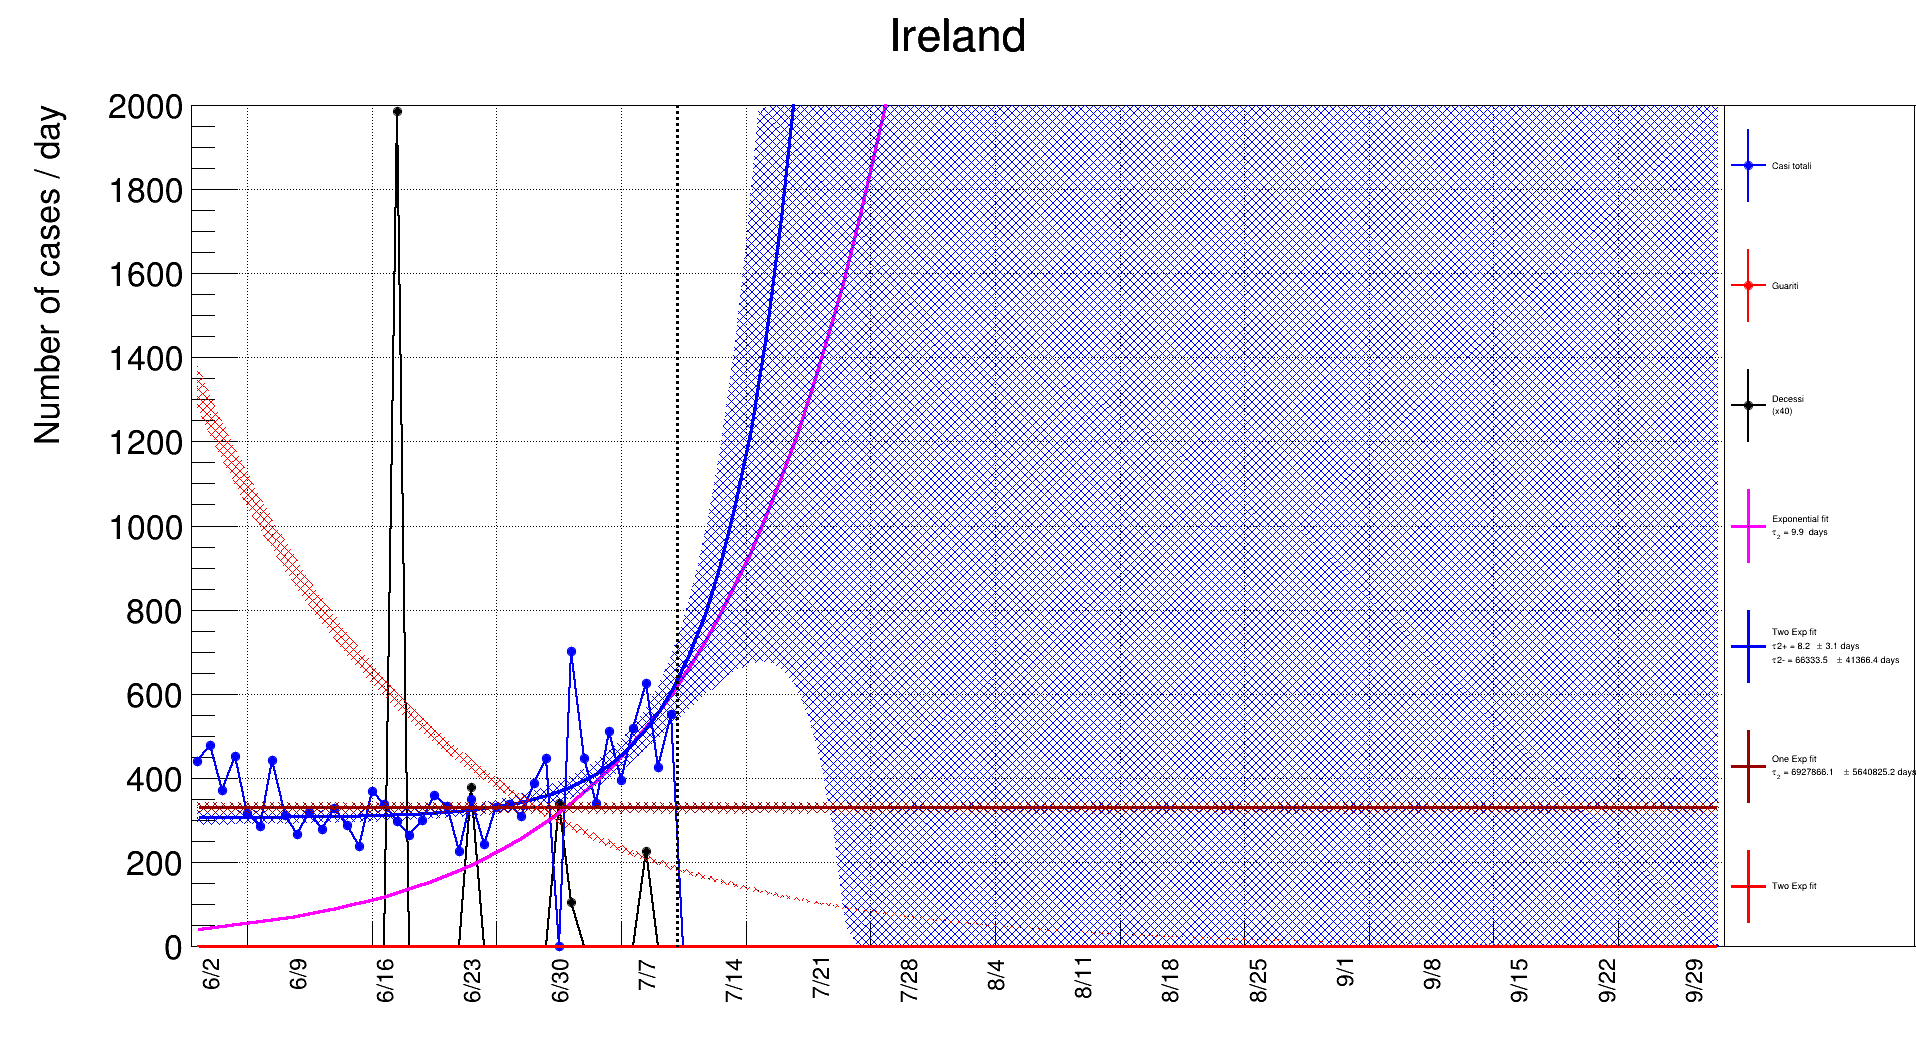 Ireland
Number of cases / day
2000
1800
1600
1400
1200
1000
800
600
400
200
0
6/2
6/9
6/16
6/23
6/30
7/7
7/14
7/21
7/28
8/4
8/11
8/18
8/25
9/1
9/8
9/15
9/22
9/29
Casi totali
Guariti
Decessi
(x40)
Exponential fit
τ2 = 9.9 days
Two Exp fit
τ2+ = 8.2 ± 3.1 days
τ2- = 66333.5 ± 41366.4 days
One Exp fit
τ2 = 6927866.1 ± 5640825.2 days
Two Exp fit